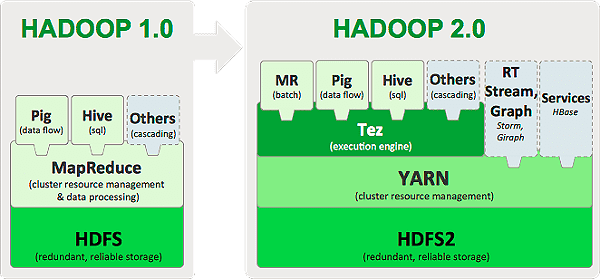 HADOOP 1.0
Pig
(data flow)
Hive
(sql)
Others
(cascading)
MapReduce
(cluster resource management
& data processing)
HDFS
(redundant, reliable storage)
HADOOP 2.0
MR
(batch)
Pig
(data flow)
Hive
(sql)
Others
(cascading)
RT
Stream,
Graph
Storm,
Giraph
Services
HBase
Tez
(execution engine)
YARN
(cluster resource management)
HDFS2
(redundant, reliable storage)